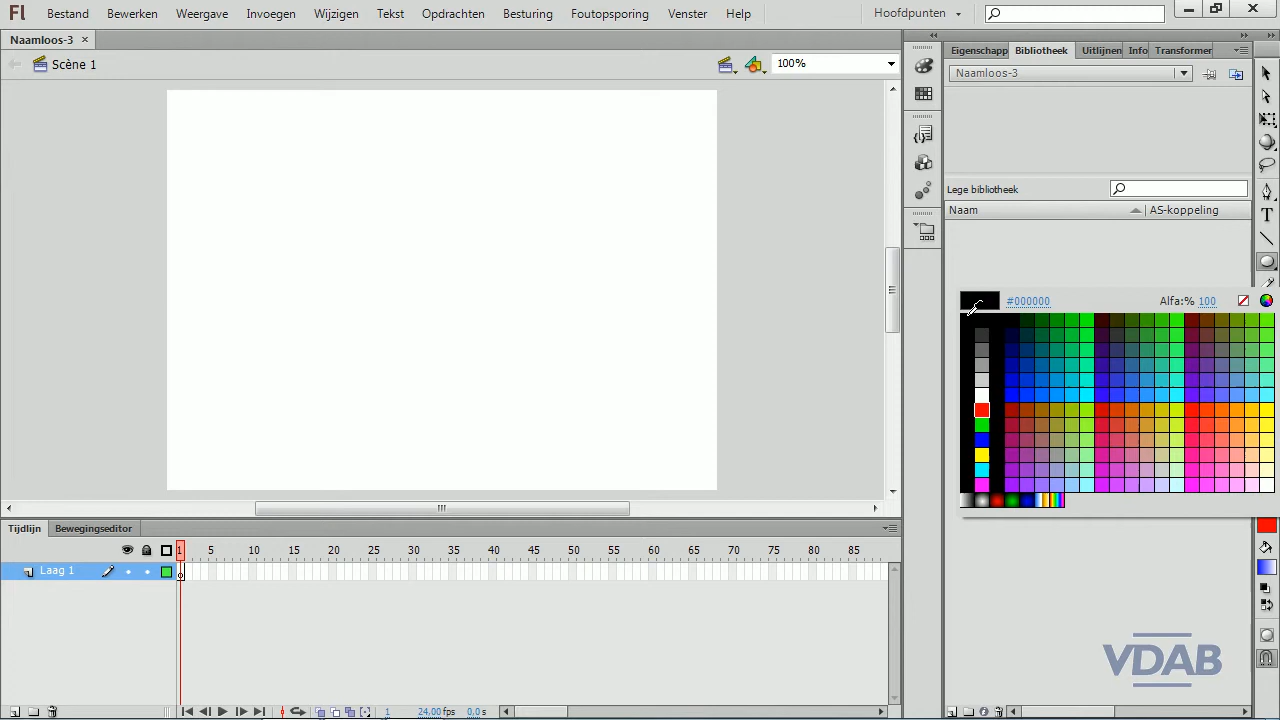 Fl Bestand Bewerken Weergave Invoegen Wijzigen Tekst Opdrachten Besturing Foutopsporing Venster Help Hoofdpunten
Naamloos-3
Scène 1 100%
Eigenschapp Bibliotheek Uitlijnen Info Transformer
Naamloos-3
Lege bibliotheek
Naam AS-koppeling
#000000 Alfa:% 100
Tijdlijn Bewegingseditor
1 5 10 15 20 25 30 35 40 45 50 55 60 65 70 75 80 85
Laag 1
VDAB
1 24,00 fps 0,0 s